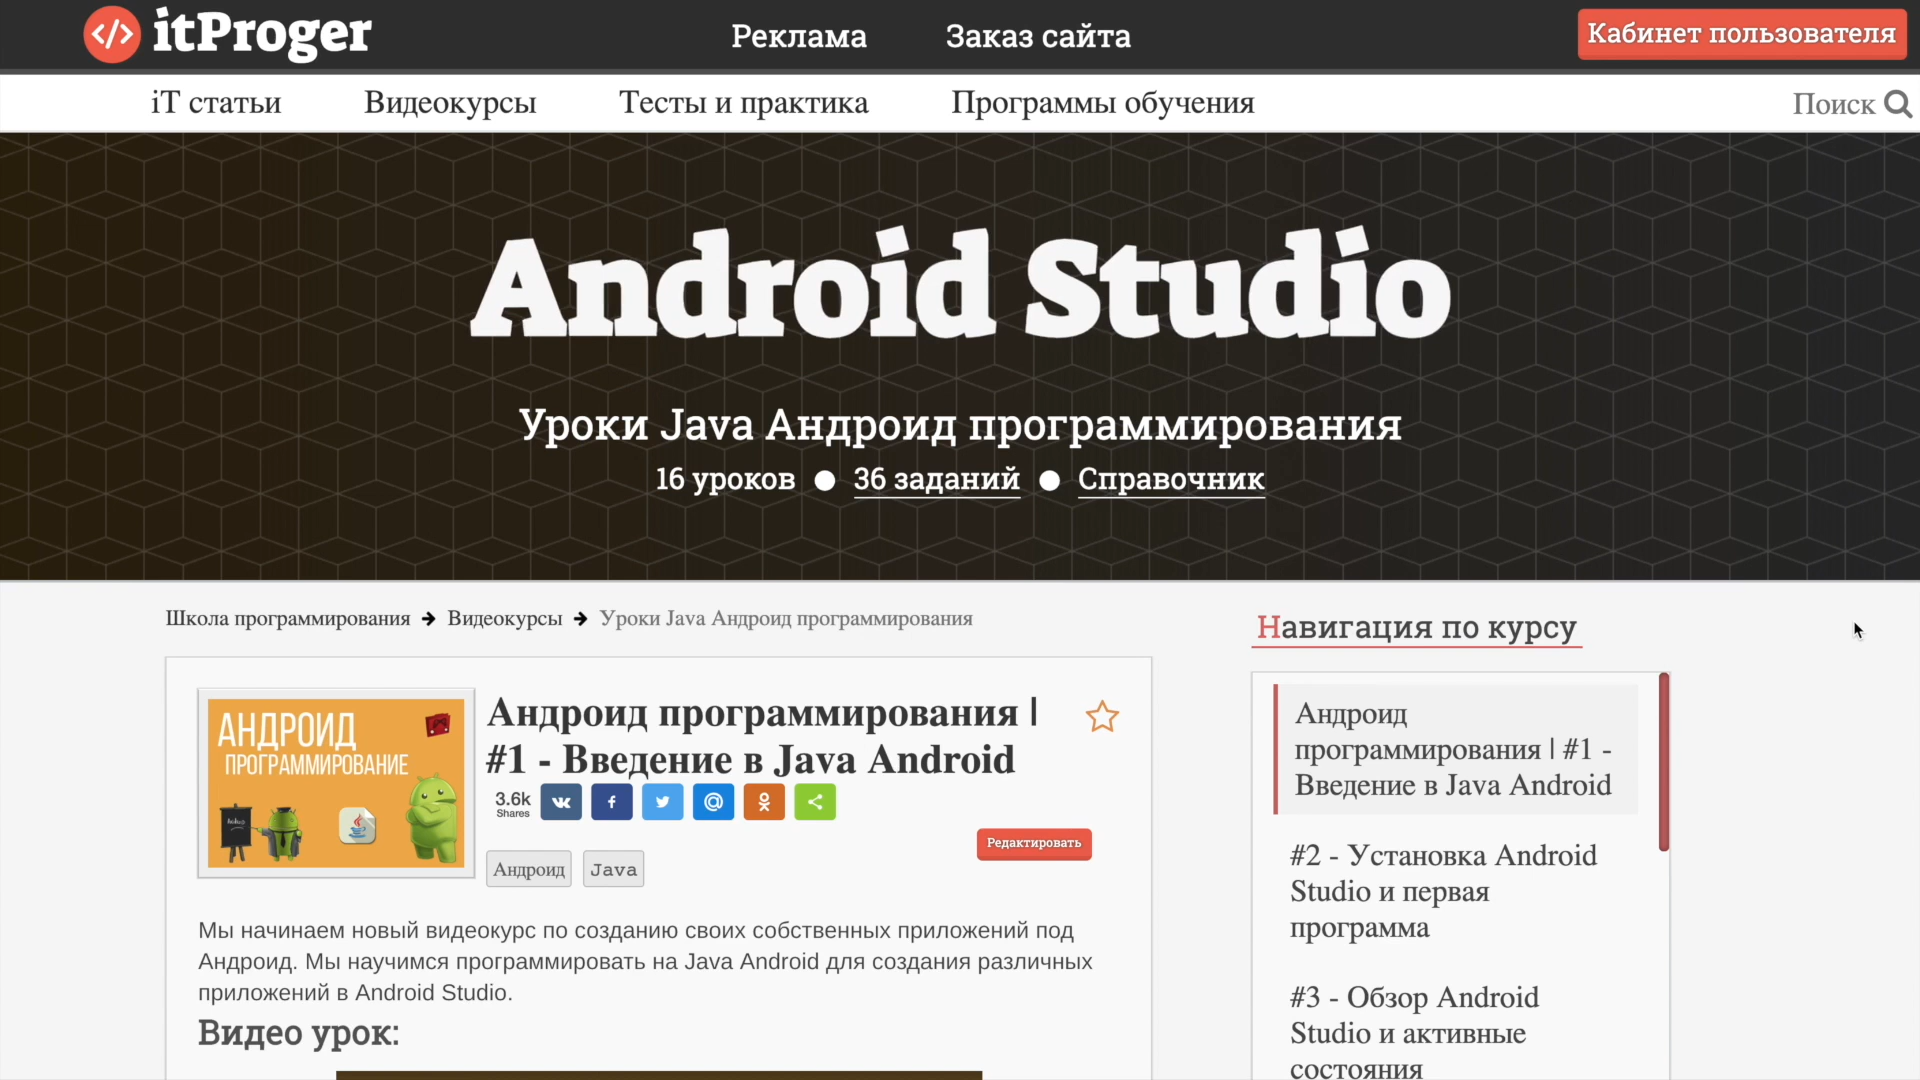 itProger
Реклама
Заказ сайта
Кабинет пользователя
iT статьи
Видеокурсы
Тесты и практика
Программы обучения
Поиск
Android Studio
Уроки Java Андроид программирования
16 уроков ● 36 заданий ● Справочник
Школа программирования → Видеокурсы → Уроки Java Андроид программирования
АНДРОИД
ПРОГРАММИРОВАНИЕ
Андроид программирования |
#1 - Введение в Java Android
3.6k
Shares
Редактировать
Андроид
Java
Мы начинаем новый видеокурс по созданию своих собственных приложений под
Андроид. Мы научимся программировать на Java Android для создания различных
приложений в Android Studio.
Видео урок:
Навигация по курсу
Андроид
программирования | #1 -
Введение в Java Android
#2 - Установка Android
Studio и первая
программа
#3 - Обзор Android
Studio и активные
состояния